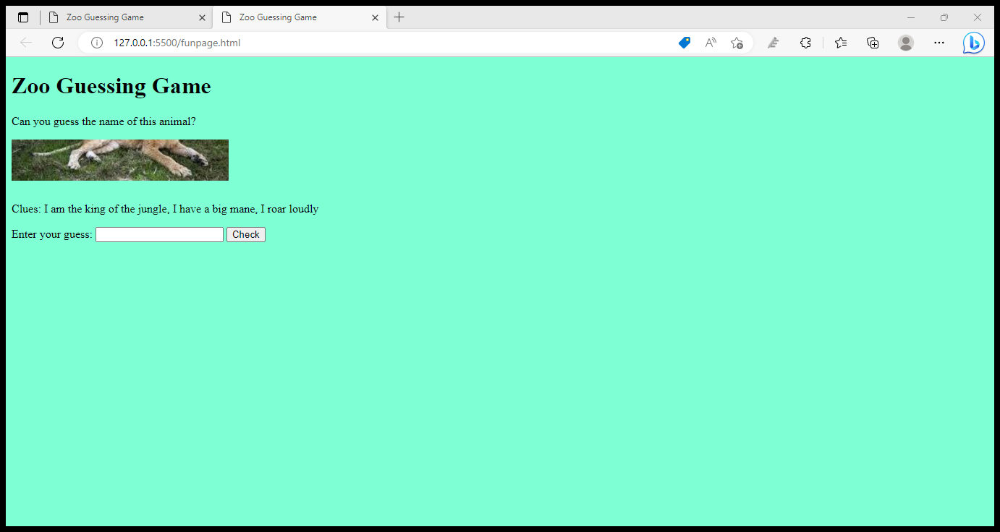 Zoo Guessing Game
Zoo Guessing Game
127.0.0.1:5500/funpage.html
Zoo Guessing Game
Can you guess the name of this animal?
Clues: I am the king of the jungle, I have a big mane, I roar loudly
Enter your guess: Check